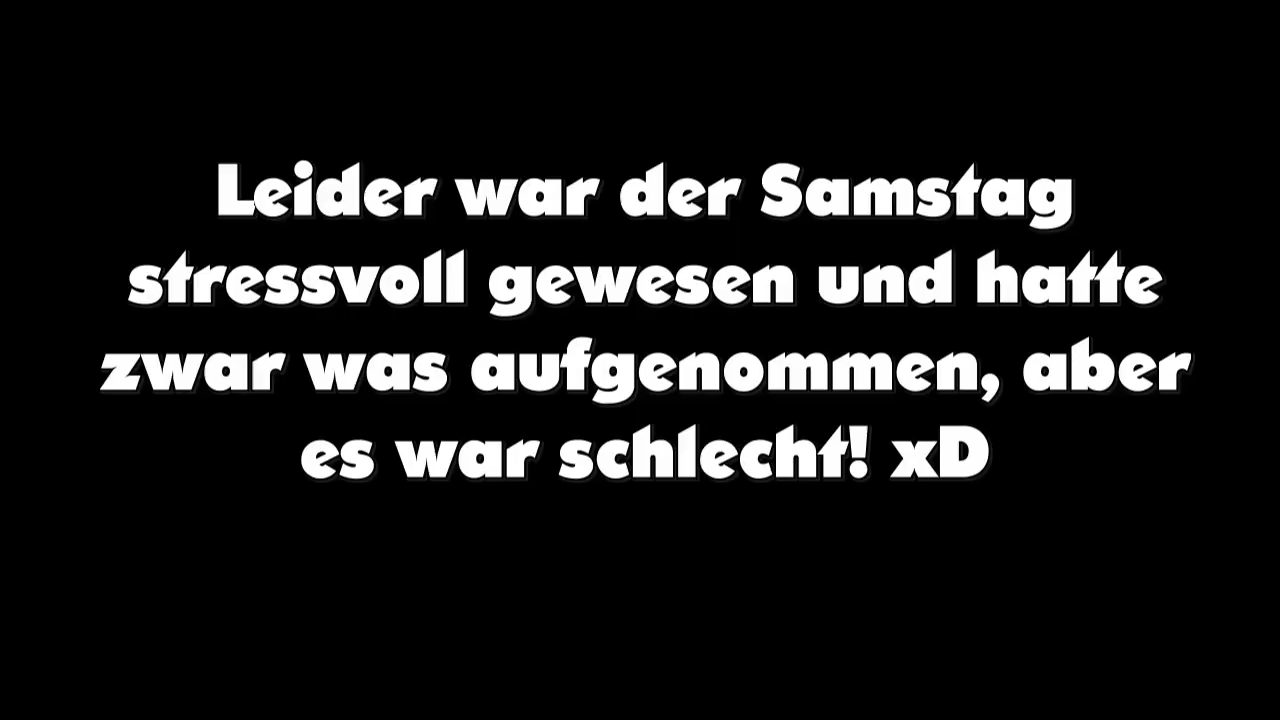 Leider war der Samstag
stressvoll gewesen und hatte
zwar was aufgenommen, aber
es war schlecht! xD